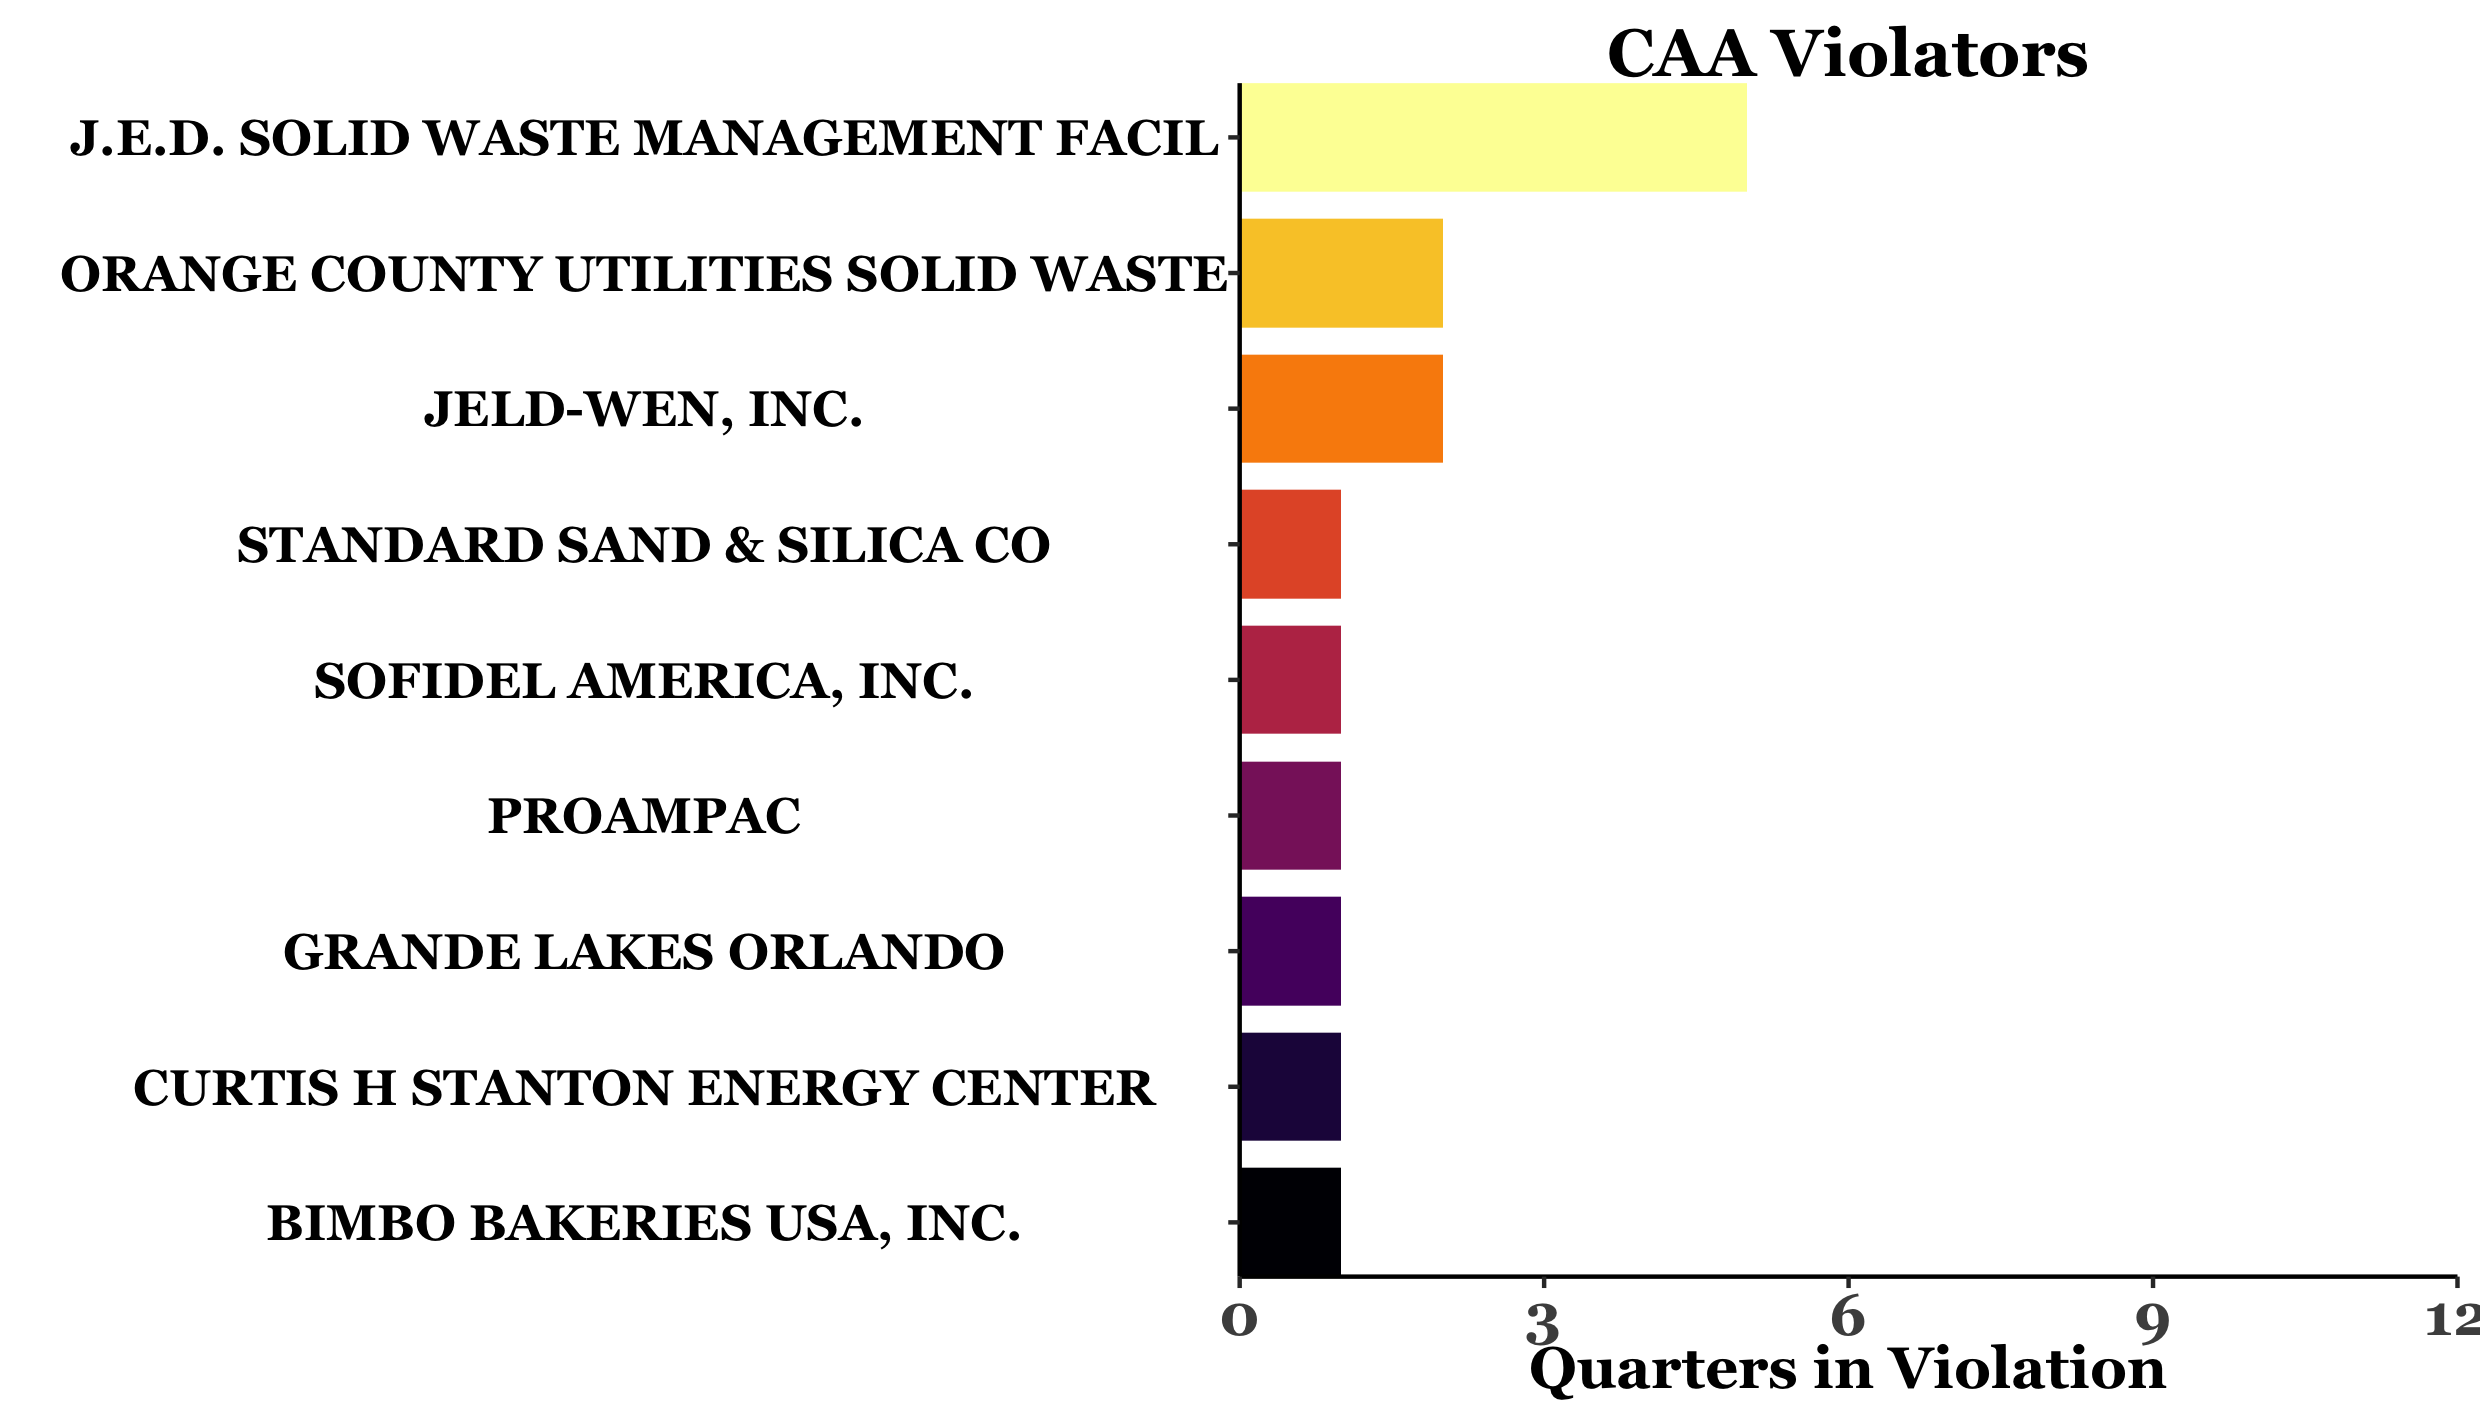 CAA Violators
J.E.D. SOLID WASTE MANAGEMENT FACIL
ORANGE COUNTY UTILITIES SOLID WASTE
JELD-WEN, INC.
STANDARD SAND & SILICA CO
SOFIDEL AMERICA, INC.
PROAMPAC
GRANDE LAKES ORLANDO
CURTIS H STANTON ENERGY CENTER
BIMBO BAKERIES USA, INC.
0 3 6 9 12
Quarters in Violation